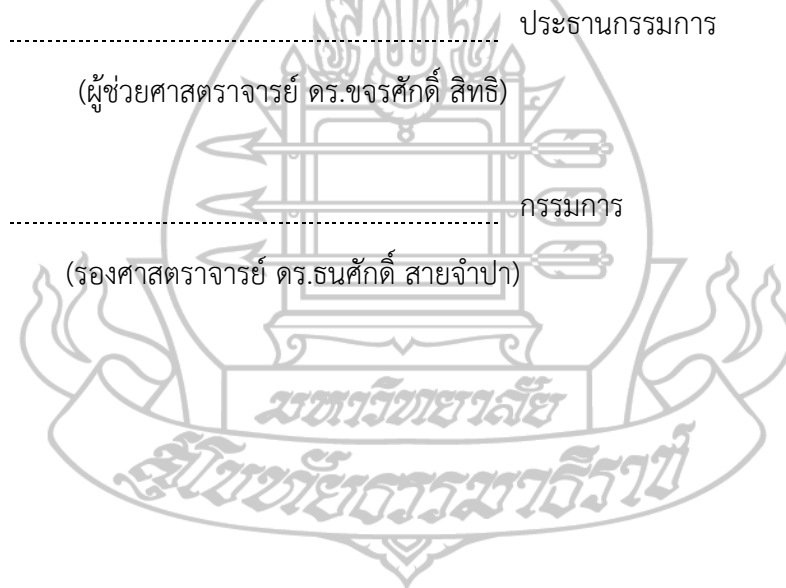 ประธานกรรมการ
(ผู้ช่วยศาสตราจารย์ ดร.ขจรศักดิ์ สิทธิ)
กรรมการ
(รองศาสตราจารย์ ดร.ธนศักดิ์ สายจำปา)
มหาวิทยาลัย
สุโขทัยธรรมาธิราช